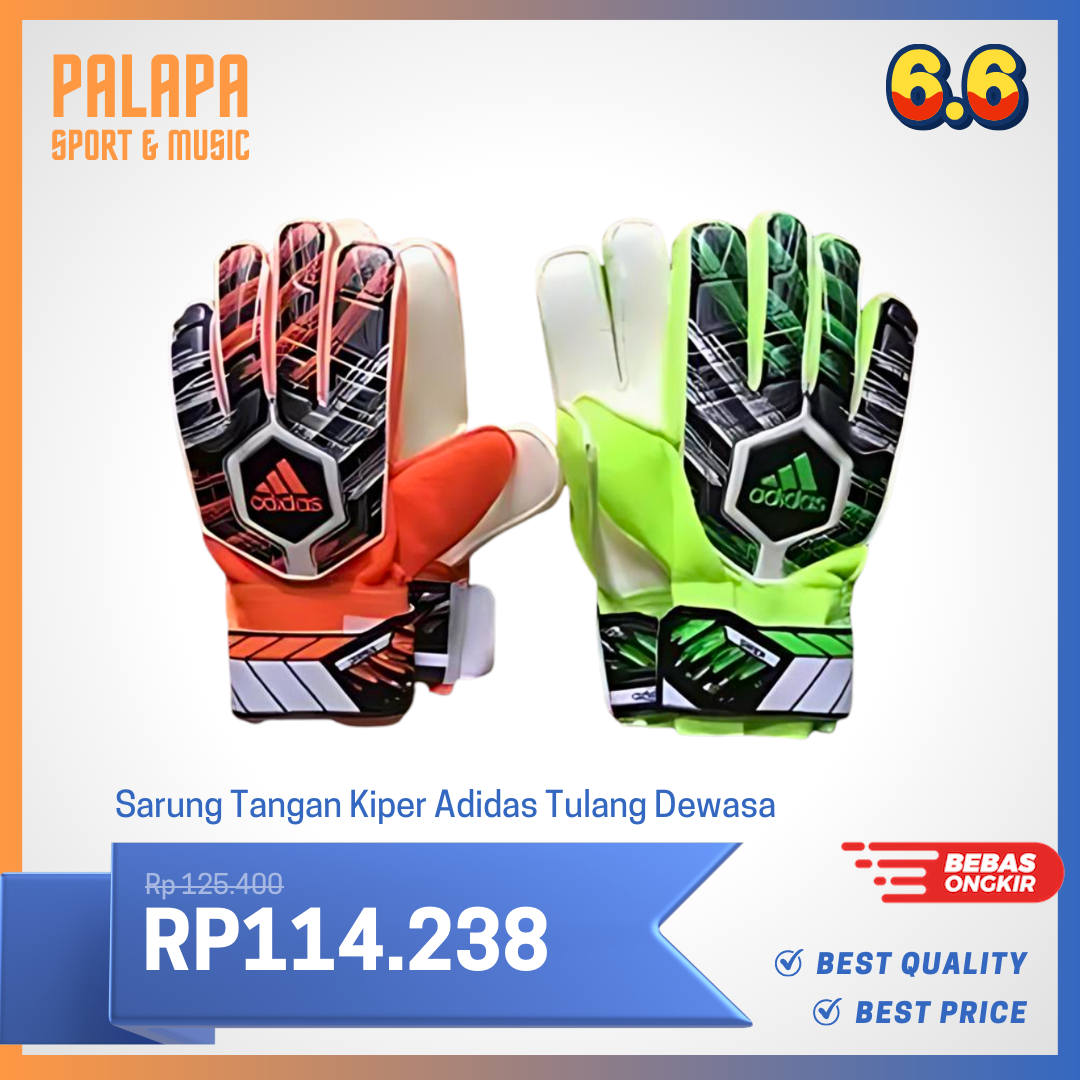 PALAPA
SPORT & MUSIC
6.6
adidas
adidas
Sarung Tangan Kiper Adidas Tulang Dewasa
Rp 125.400
RP114.238
BEBAS
ONGKIR
BEST QUALITY
BEST PRICE